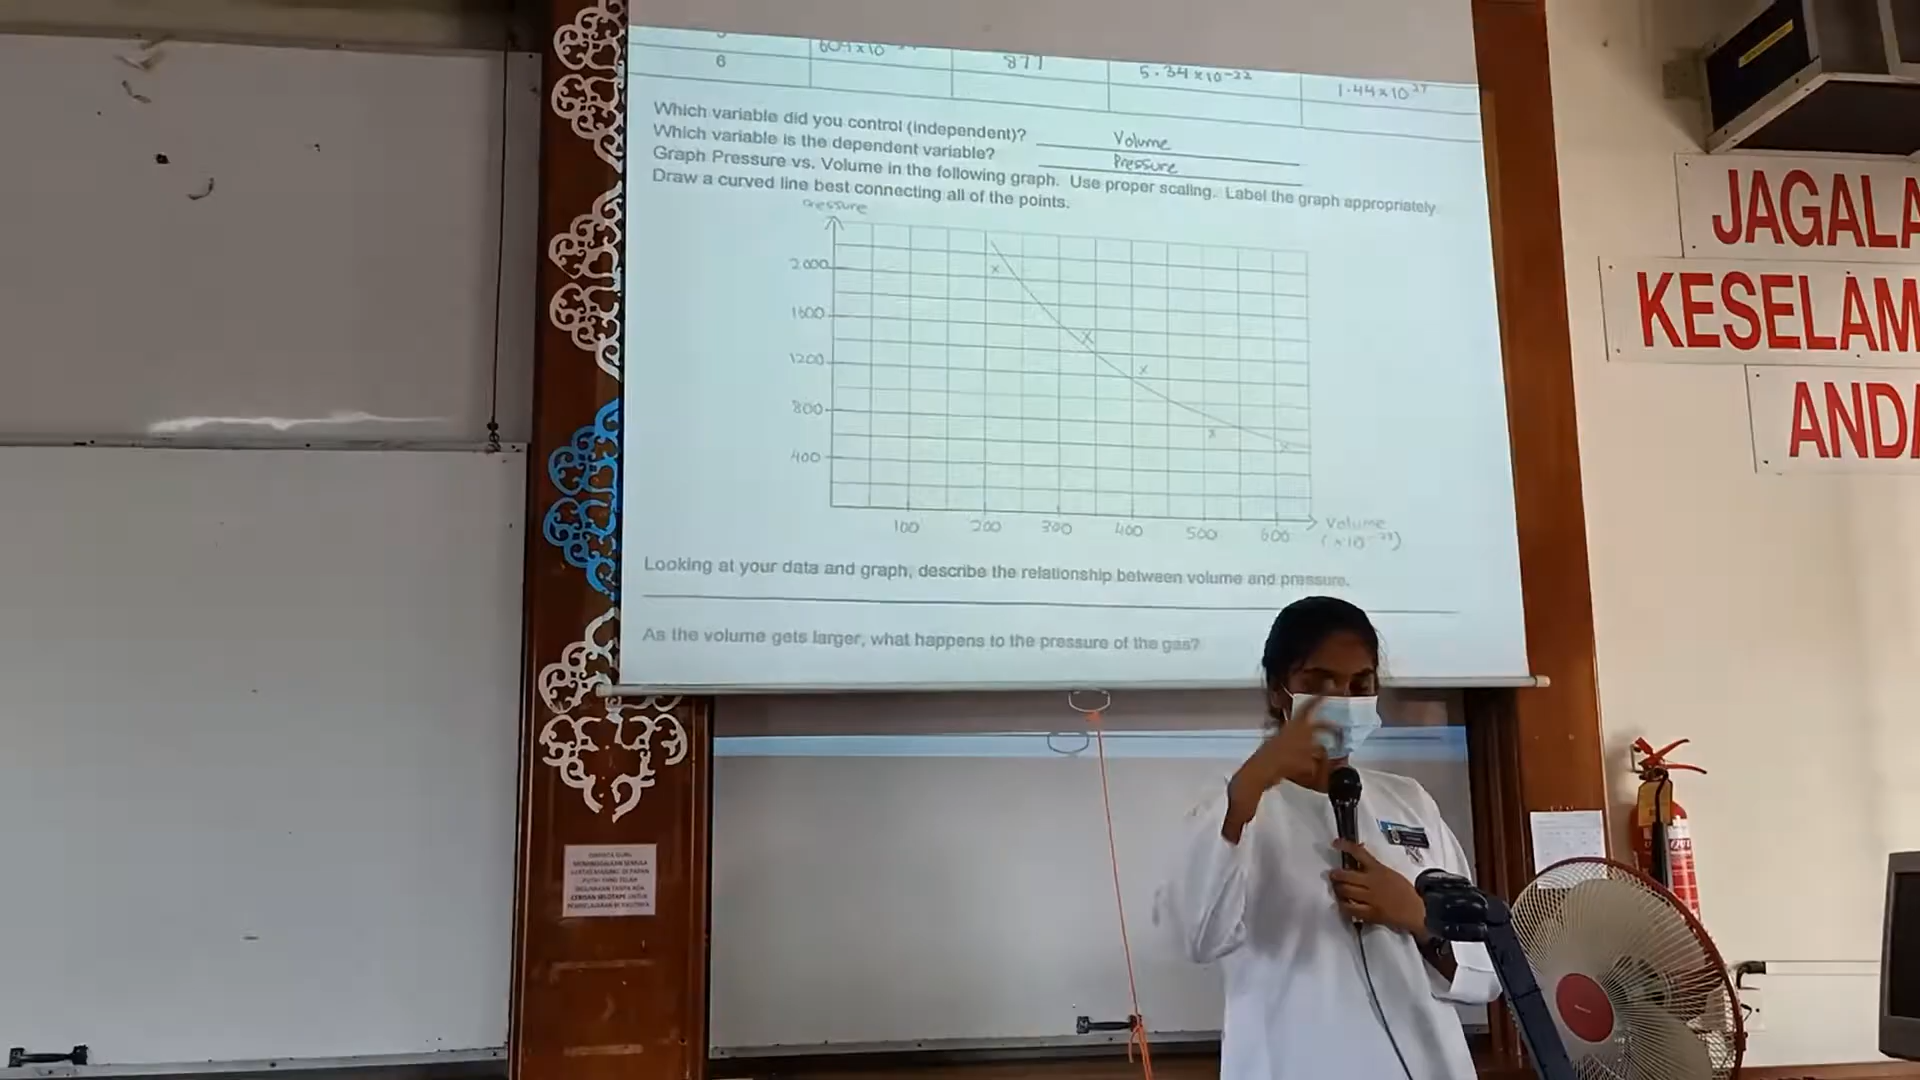 604x10
6
877
5.34x10-22
1.44x1027
Which variable did you control (independent)? Volume
Which variable is the dependent variable? Pressure
Graph Pressure vs. Volume in the following graph. Use proper scaling. Label the graph appropriately.
Draw a curved line best connecting all of the points.
Pressure
2000
1600
1200
800
400
100 200 300 400 500 600
Volume
Looking at your data and graph, describe the relationship between volume and pressure.
As the volume gets larger, what happens to the pressure of the gas?
JAGALA
KESELAM
ANDA